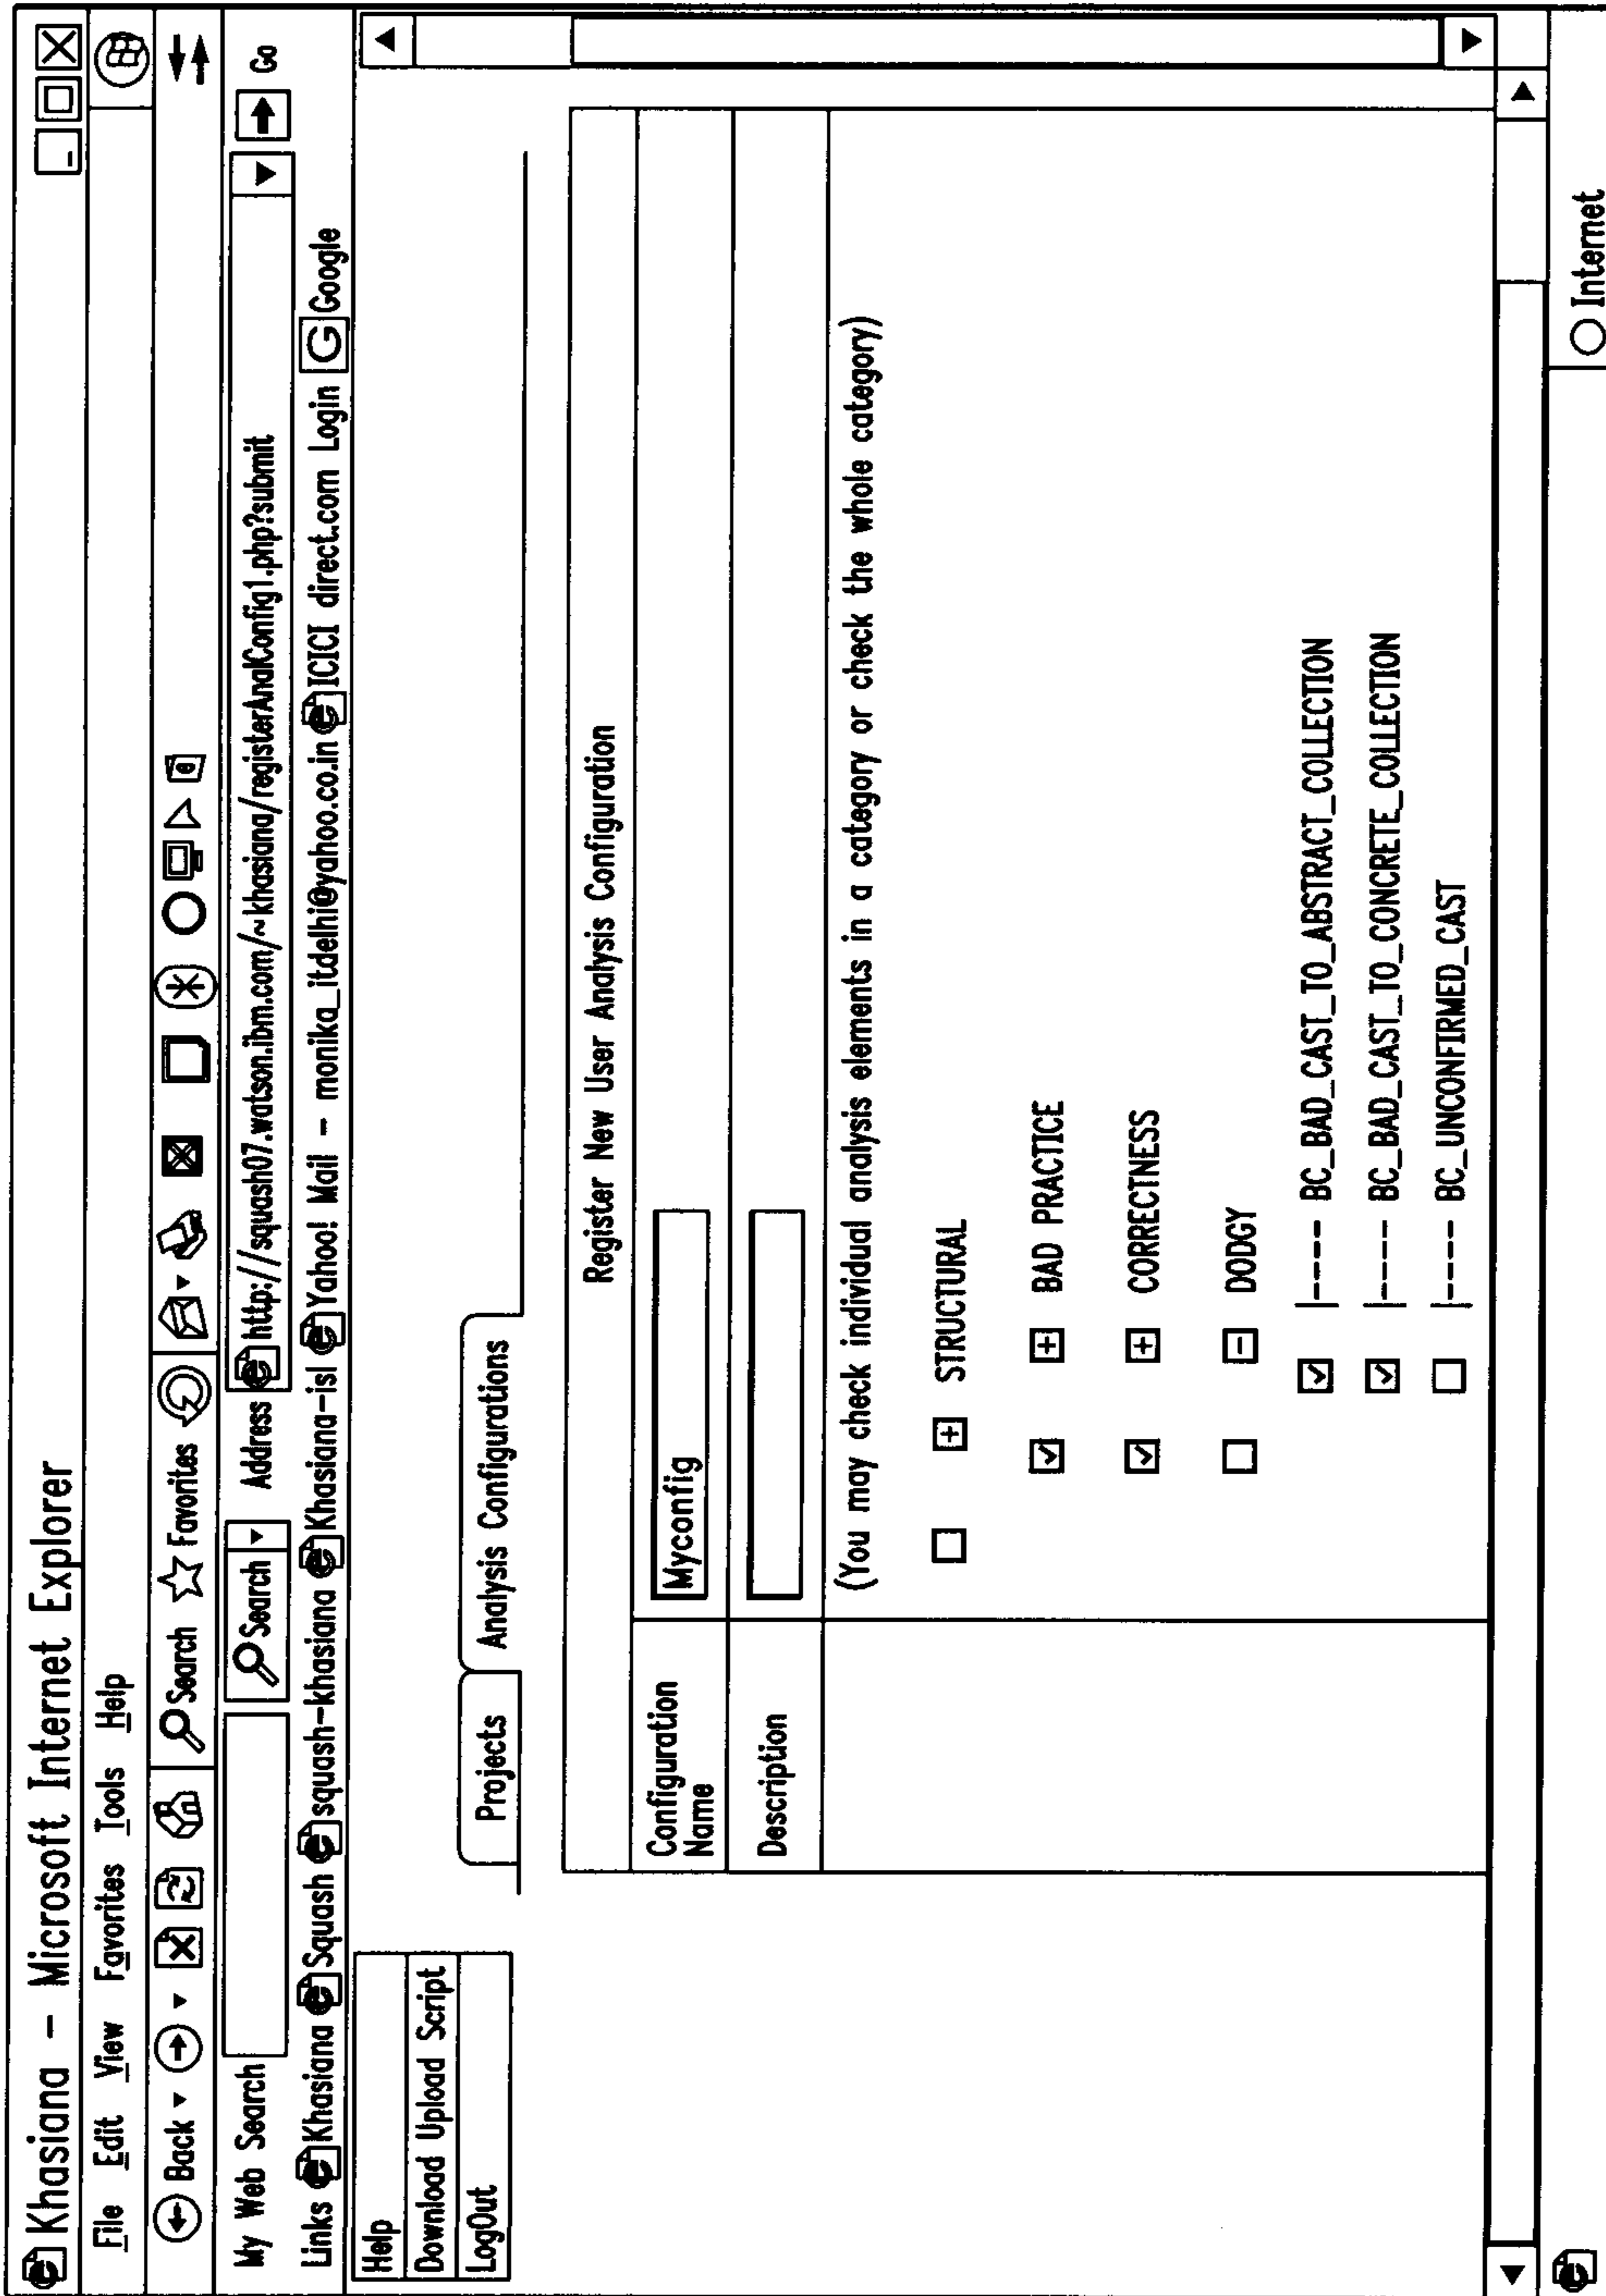 Khasiana - Microsoft Internet Explorer
File Edit View Favorites Tools Help
Back Search Favorites
My Web Search Search Address http://squash07.watson.ibm.com/~khasiana/registerAnalConfig1.php?submit Go
Links Khasiana Squash squash-khasiana Khasiana-isl Yahoo! Mail - monika_itdelhi@yahoo.co.in ICICI direct.com Login G Google
Help
Download Upload Script
LogOut
Projects Analysis Configurations
Register New User Analysis Configuration
Configuration Name Myconfig
Description
(You may check individual analysis elements in a category or check the whole category)
STRUCTURAL
BAD PRACTICE
CORRECTNESS
DODGY
|---- BC_BAD_CAST_TO_ABSTRACT_COLLECTION
|---- BC_BAD_CAST_TO_CONCRETE_COLLECTION
|---- BC_UNCONFIRMED_CAST
Internet